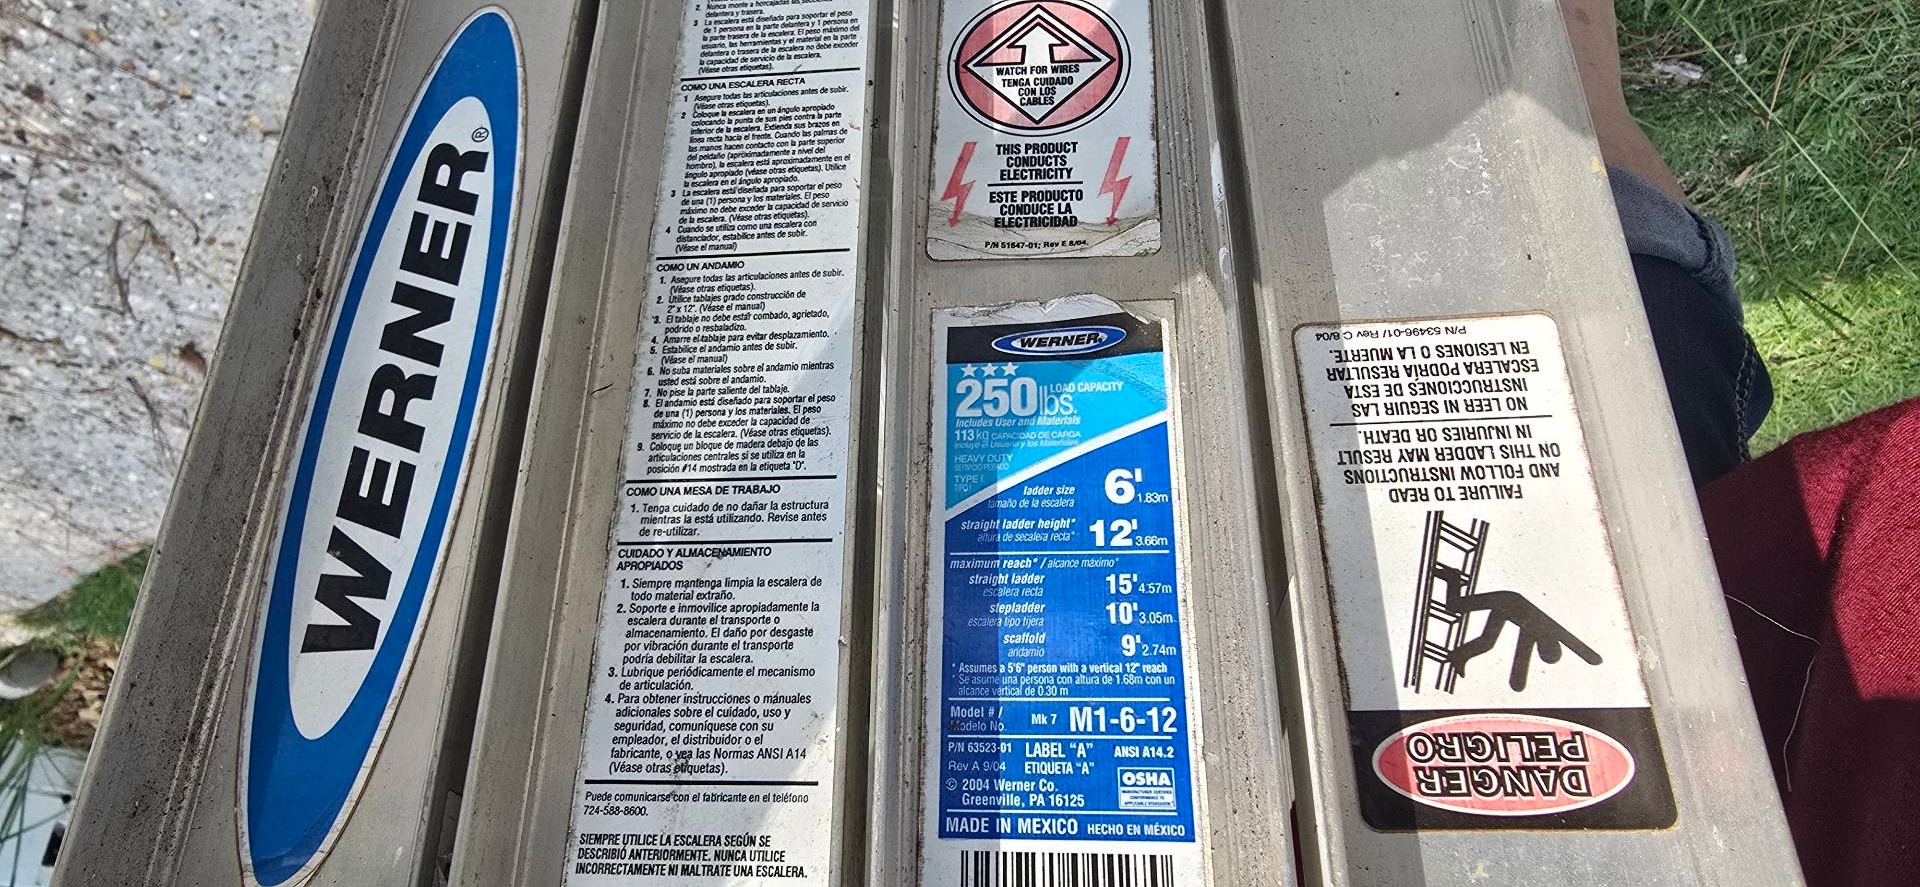 WERNER®
2. Nunca monte a horcajadas las secciones
delantera y trasera.
3 La escalera está diseñada para soportar el peso
de 1 persona en la parte delantera y 1 persona en
la parte trasera de la escalera. El peso máximo del
usuario, las herramientas y el material en la parte
delantera o trasera de la escalera no debe exceder
la capacidad de servicio de la escalera.
(Véase otras etiquetas).
COMO UNA ESCALERA RECTA
1 Asegure todas las articulaciones antes de subir.
(Véase otras etiquetas).
2 Coloque la escalera en un ángulo apropiado
colocando la punta de sus pies contra la parte
inferior de la escalera. Extienda sus brazos en
línea recta hacia el frente. Cuando las palmas de
las manos hacen contacto con la parte superior
del peldaño (aproximadamente a nivel del
hombro), la escalera está aproximadamente en el
ángulo apropiado (véase otras etiquetas). Utilice
la escalera en el ángulo apropiado.
3 La escalera está diseñada para soportar el peso
de una (1) persona y los materiales. El peso
máximo no debe exceder la capacidad de servicio
de la escalera. (Véase otras etiquetas).
4 Cuando se utiliza como una escalera con
distanciador, estabilice antes de subir.
(Véase el manual)
COMO UN ANDAMIO
1. Asegure todas las articulaciones antes de subir.
(Véase otras etiquetas).
2. Utilice tablajes grado construcción de
2" x 12". (Véase el manual)
3. El tablaje no debe estar combado, agrietado,
podrido o resbaladizo.
4. Amarre el tablaje para evitar desplazamiento.
5. Estabilice el andamio antes de subir.
(Véase el manual)
6. No suba materiales sobre el andamio mientras
usted está sobre el andamio.
7. No pise la parte saliente del tablaje.
8. El andamio está diseñado para soportar el peso
de una (1) persona y los materiales. El peso
máximo no debe exceder la capacidad de
servicio de la escalera. (Véase otras etiquetas).
9. Coloque un bloque de madera debajo de las
articulaciones centrales si se utiliza en la
posición #14 mostrada en la etiqueta "D".
COMO UNA MESA DE TRABAJO
1. Tenga cuidado de no dañar la estructura
mientras la está utilizando. Revise antes
de re-utilizar.
CUIDADO Y ALMACENAMIENTO
APROPIADOS
1. Siempre mantenga limpia la escalera de
todo material extraño.
2. Soporte e inmovilice apropiadamente la
escalera durante el transporte o
almacenamiento. El daño por desgaste
por vibración durante el transporte
podría debilitar la escalera.
3. Lubrique periódicamente el mecanismo
de articulación.
4. Para obtener instrucciones o manuales
adicionales sobre el cuidado, uso y
seguridad, comuníquese con su
empleador, el distribuidor o el
fabricante, o vea las Normas ANSI A14
(Véase otras etiquetas).
Puede comunicarse con el fabricante en el teléfono
724-588-8600.
SIEMPRE UTILICE LA ESCALERA SEGÚN SE
DESCRIBIÓ ANTERIORMENTE. NUNCA UTILICE
INCORRECTAMENTE NI MALTRATE UNA ESCALERA.
WATCH FOR WIRES
TENGA CUIDADO
CON LOS
CABLES
THIS PRODUCT
CONDUCTS
ELECTRICITY
ESTE PRODUCTO
CONDUCE LA
ELECTRICIDAD
P/N 51847-01; Rev E 8/04.
WERNER®
250 lbs. LOAD CAPACITY
Includes User and Materials
113 kg CAPACIDAD DE CARGA
Incluye el Usuario y los Materiales
HEAVY DUTY
SERVICIO PESADO
TYPE I
TIPO I
ladder size 6'
tamaño de la escalera 1.83m
straight ladder height* 12'
altura de secalera recta* 3.66m
maximum reach* / alcance máximo*
straight ladder 15'
escalera recta 4.57m
stepladder 10'
escalera tipo tijera 3.05m
scaffold 9'
andamio 2.74m
* Assumes a 5'6" person with a vertical 12" reach
* Se asume una persona con altura de 1.68m con un
alcance vertical de 0.30 m
Model # / Mk 7 M1-6-12
Modelo No.
P/N 63523-01 LABEL "A" ANSI A14.2
Rev A 9/04 ETIQUETA "A"
© 2004 Werner Co. OSHA
Greenville, PA 16125
MADE IN MEXICO HECHO EN MÉXICO
DANGER
PELIGRO
FAILURE TO READ
AND FOLLOW INSTRUCTIONS
ON THIS LADDER MAY RESULT
IN INJURIES OR DEATH.
NO LEER NI SEGUIR LAS
INSTRUCCIONES DE ESTA
ESCALERA PODRÍA RESULTAR
EN LESIONES O LA MUERTE.
P/N 53496-01/ Rev C 8/04